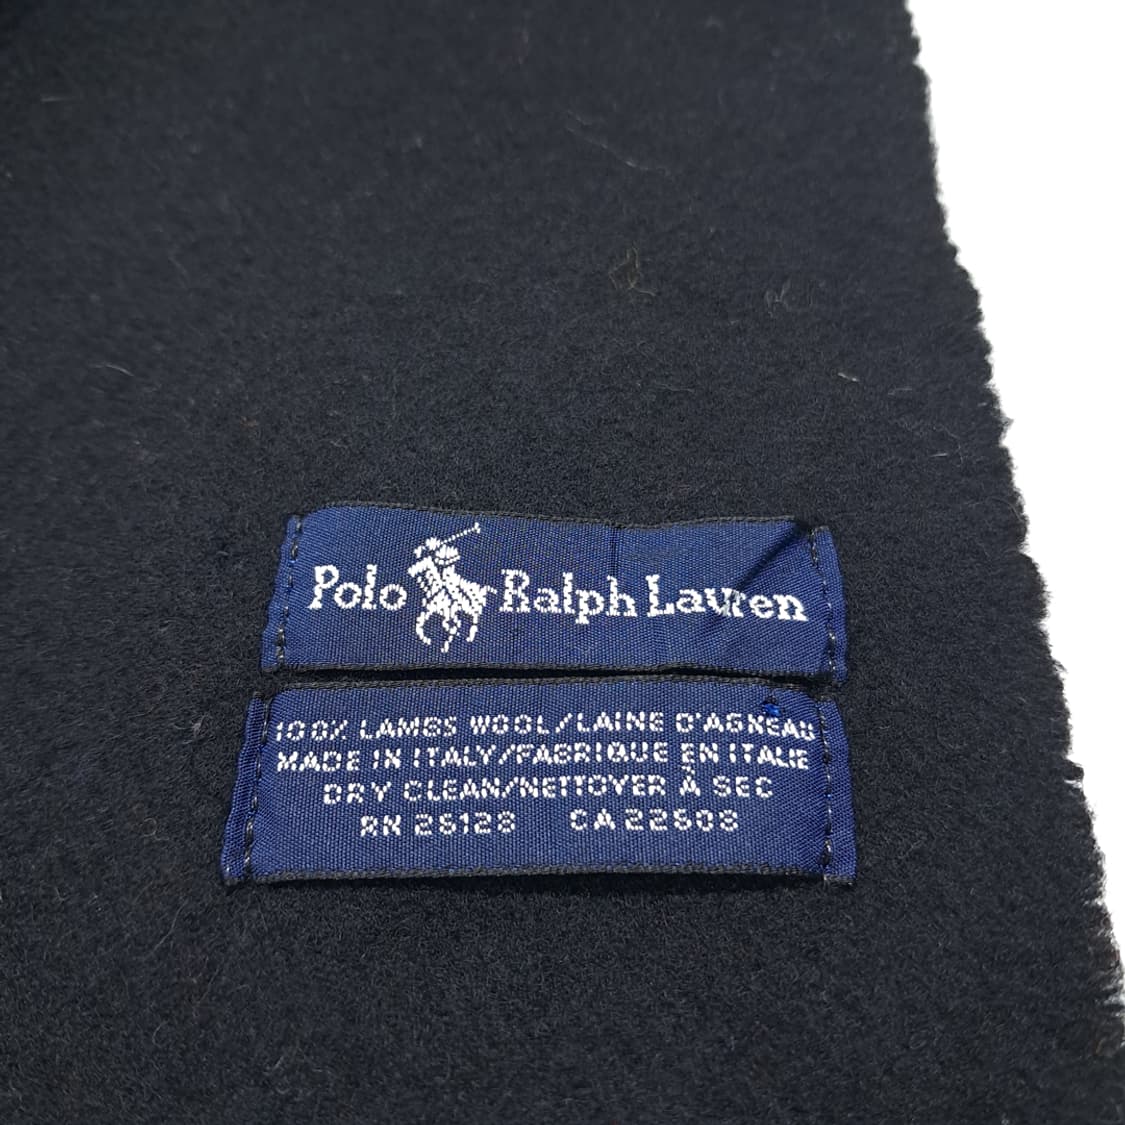 Polo Ralph Lauren
100% LAMBS WOOL/LAINE D'AGNEAU
MADE IN ITALY/FABRIQUE EN ITALIE
DRY CLEAN/NETTOYER À SEC
RN 25128 CA 22508